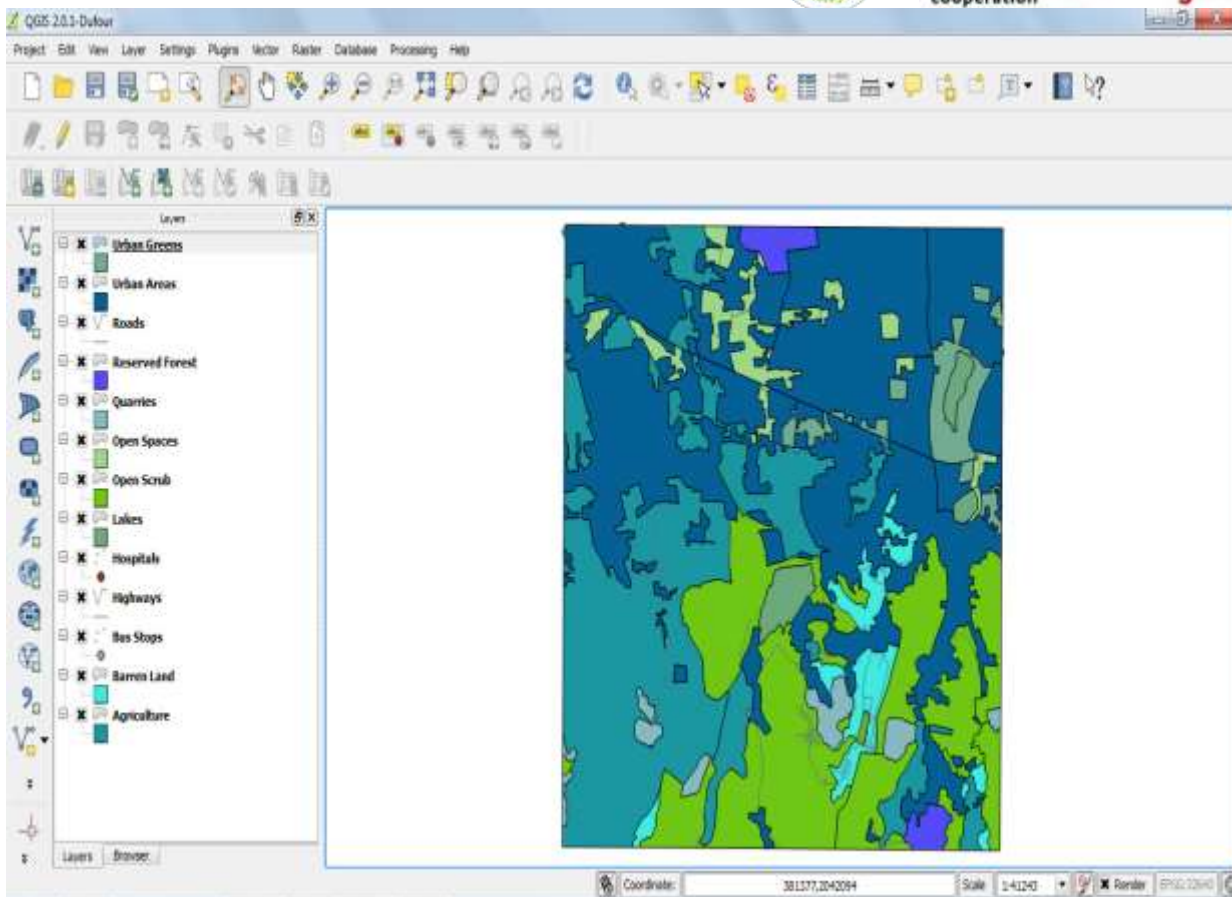 cooperation
QGIS 2.0.1-Dufour
Project Edit View Layer Settings Plugins Vector Raster Database Processing Help
Layers
Urban Greens
Urban Areas
Roads
Reserved Forest
Quarries
Open Spaces
Open Scrub
Lakes
Hospitals
Highways
Bus Stops
Barren Land
Agriculture
Layers Browser
Coordinate: 381377,2042094 Scale 1:41243 Render